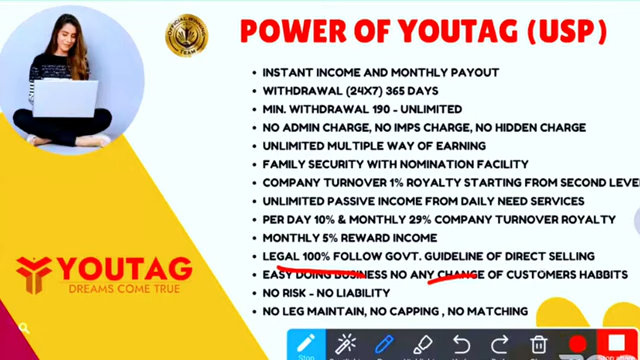 POWER OF YOUTAG (USP)
INSTANT INCOME AND MONTHLY PAYOUT
WITHDRAWAL (24X7) 365 DAYS
MIN. WITHDRAWAL 190 - UNLIMITED
NO ADMIN CHARGE, NO IMPS CHARGE, NO HIDDEN CHARGE
UNLIMITED MULTIPLE WAY OF EARNING
FAMILY SECURITY WITH NOMINATION FACILITY
COMPANY TURNOVER 1% ROYALTY STARTING FROM SECOND LEVE
UNLIMITED PASSIVE INCOME FROM DAILY NEED SERVICES
PER DAY 10% & MONTHLY 29% COMPANY TURNOVER ROYALTY
MONTHLY 5% REWARD INCOME
LEGAL 100% FOLLOW GOVT. GUIDELINE OF DIRECT SELLING
EASY DOING BUSINESS NO ANY CHANGE OF CUSTOMERS HABBITS
NO RISK - NO LIABILITY
NO LEG MAINTAIN, NO CAPPING , NO MATCHING
YOUTAG
DREAMS COME TRUE